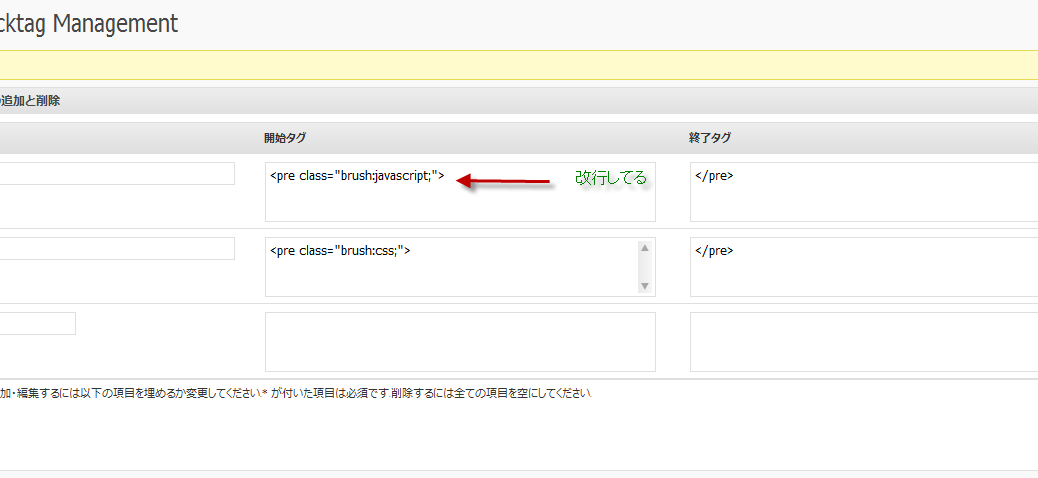 cktag Management
追加と削除
開始タグ
終了タグ
<pre class="brush:javascript;">
改行してる
</pre>
<pre class="brush:css;">
</pre>
加・編集するには以下の項目を埋めるか変更してください.* が付いた項目は必須です.削除するには全ての項目を空にしてください.